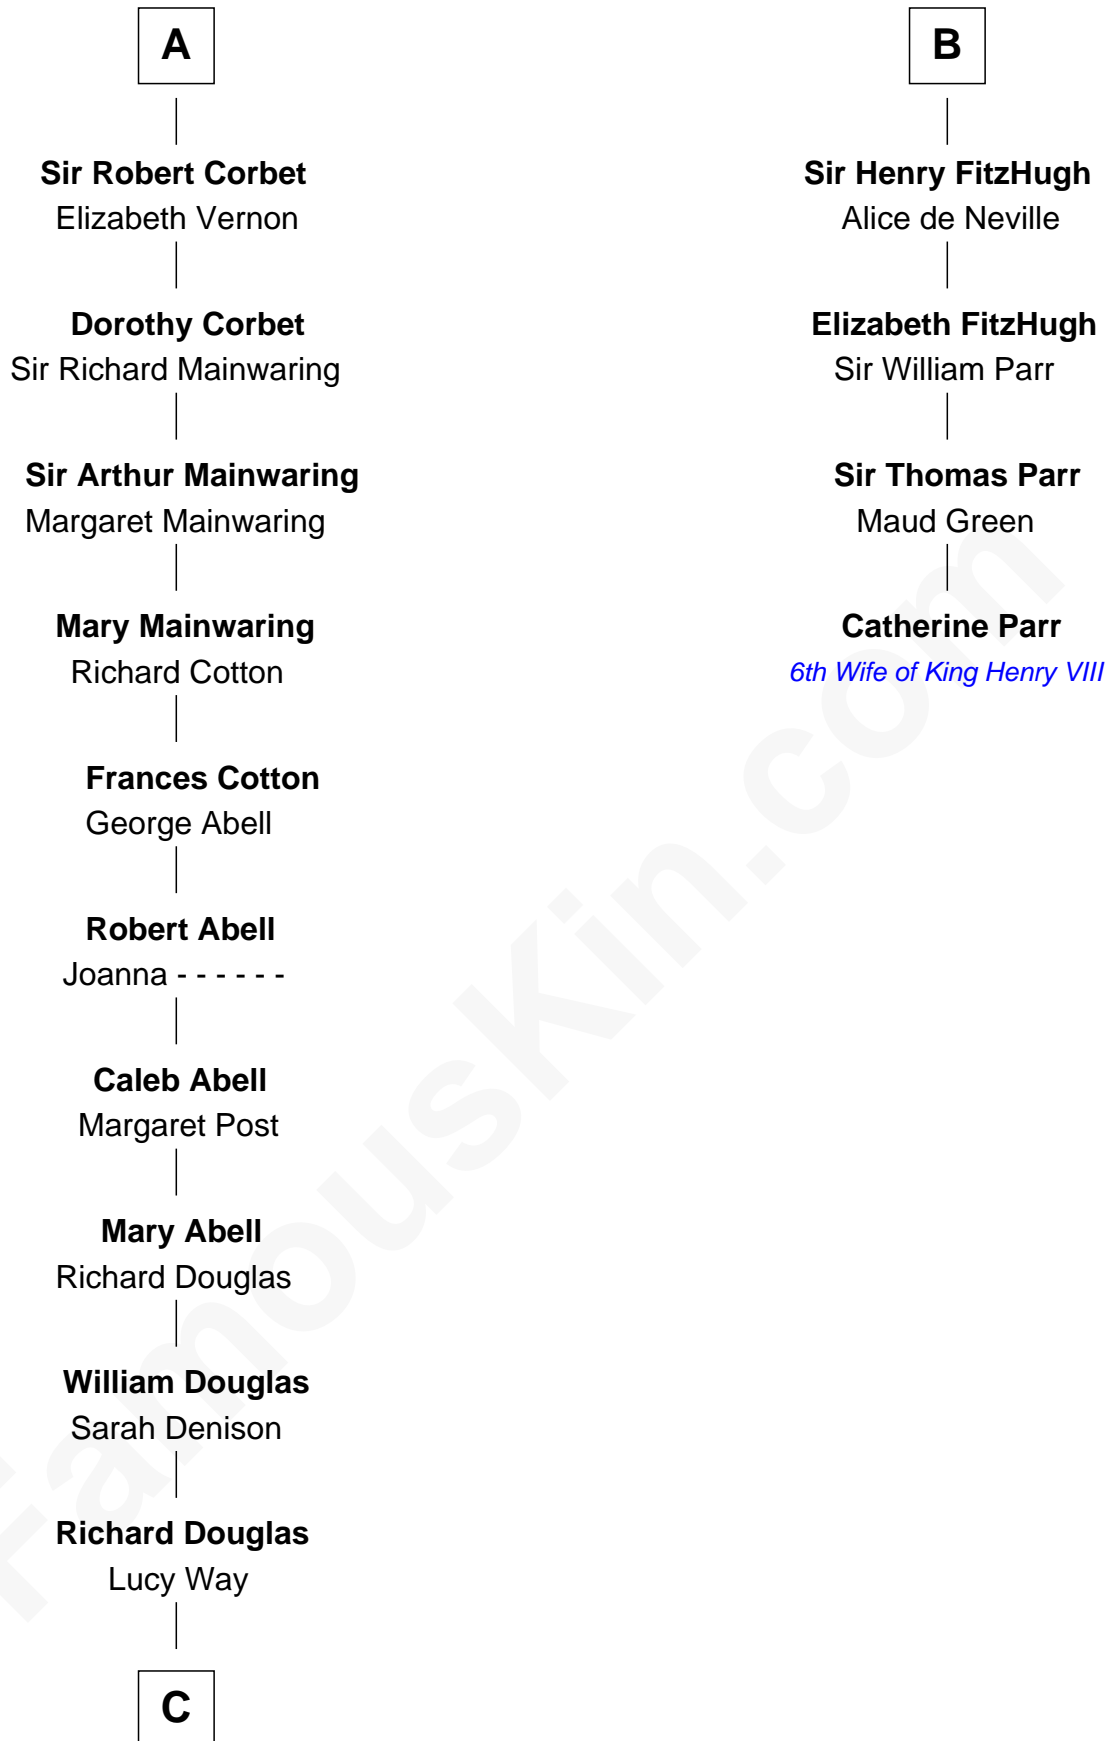 A
Sir Robert Corbet
Elizabeth Vernon
Dorothy Corbet
Sir Richard Mainwaring
Sir Arthur Mainwaring
Margaret Mainwaring
Mary Mainwaring
Richard Cotton
Frances Cotton
George Abell
Robert Abell
Joanna - - - - - -
Caleb Abell
Margaret Post
Mary Abell
Richard Douglas
William Douglas
Sarah Denison
Richard Douglas
Lucy Way
C
B
Sir Henry FitzHugh
Alice de Neville
Elizabeth FitzHugh
Sir William Parr
Sir Thomas Parr
Maud Green
Catherine Parr
6th Wife of King Henry VIII
FamousKin.com